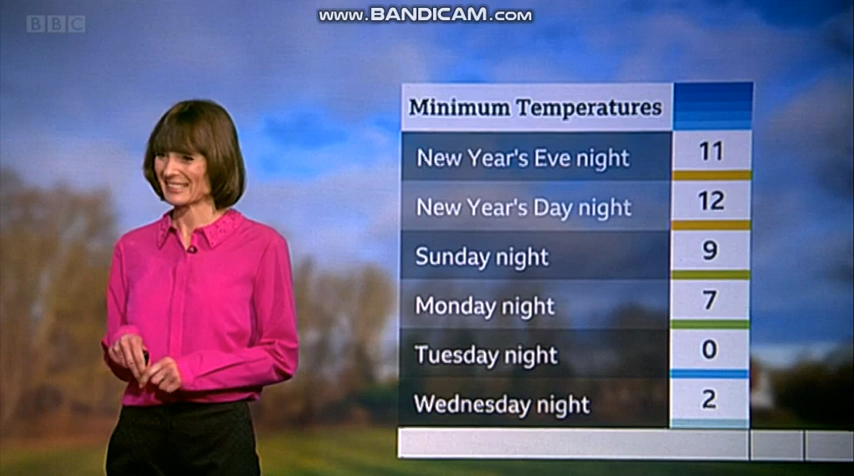 BBC
www.BANDICAM.com
Minimum Temperatures
New Year's Eve night 11
New Year's Day night 12
Sunday night 9
Monday night 7
Tuesday night 0
Wednesday night 2